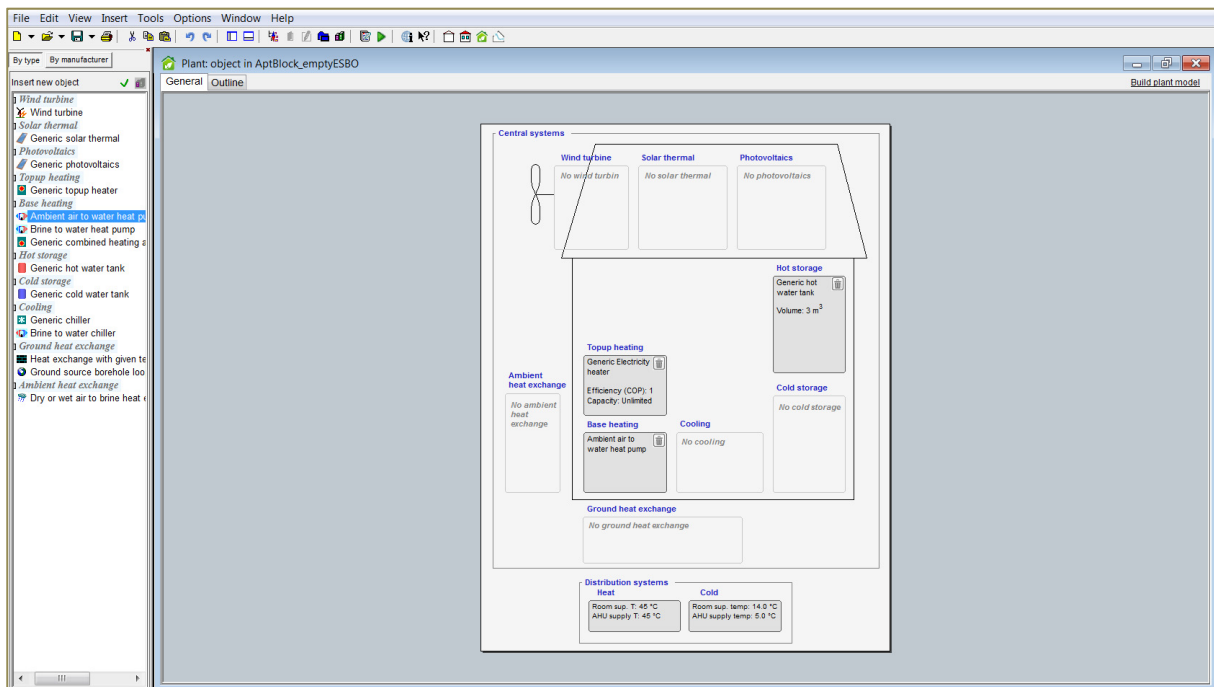 File Edit View Insert Tools Options Window Help
By type By manufacturer
Insert new object
Wind turbine
Wind turbine
Solar thermal
Generic solar thermal
Photovoltaics
Generic photovoltaics
Topup heating
Generic topup heater
Base heating
Ambient air to water heat pu
Brine to water heat pump
Generic combined heating a
Hot storage
Generic hot water tank
Cold storage
Generic cold water tank
Cooling
Generic chiller
Brine to water chiller
Ground heat exchange
Heat exchange with given te
Ground source borehole loo
Ambient heat exchange
Dry or wet air to brine heat e
Plant: object in AptBlock_emptyESBO
General Outline
Build plant model
Central systems
Wind turbine Solar thermal Photovoltaics
No wind turbin No solar thermal No photovoltaics
Hot storage
Generic hot
water tank
Volume: 3 m³
Topup heating
Generic Electricity
heater
Efficiency (COP): 1
Capacity: Unlimited
Ambient
heat exchange
No ambient
heat
exchange
Cold storage
No cold storage
Base heating
Ambient air to
water heat pump
Cooling
No cooling
Ground heat exchange
No ground heat exchange
Distribution systems
Heat Cold
Room sup. T: 45 °C
AHU supply T: 45 °C
Room sup. temp: 14.0 °C
AHU supply temp: 5.0 °C